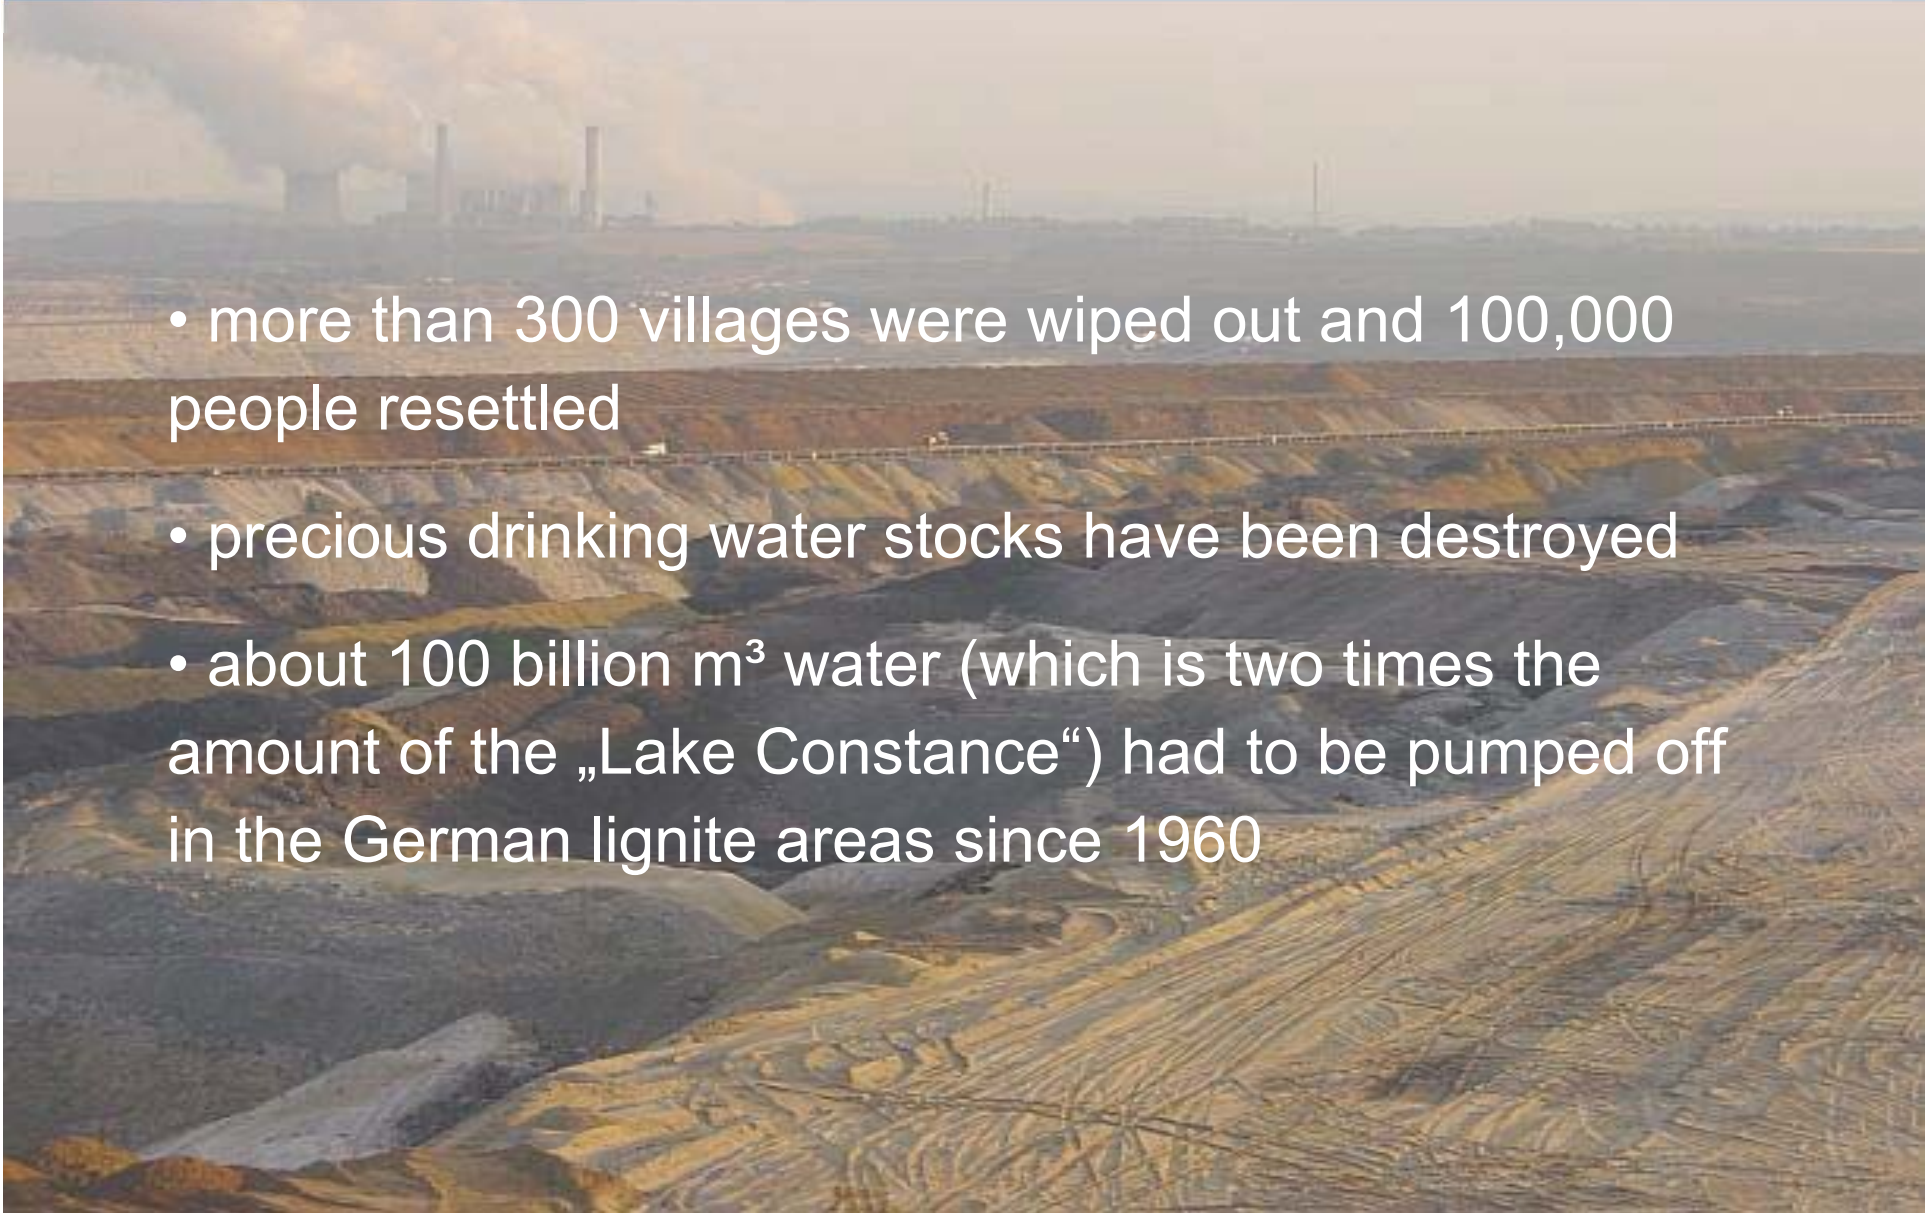 • more than 300 villages were wiped out and 100,000
people resettled
• precious drinking water stocks have been destroyed
• about 100 billion m³ water (which is two times the
amount of the „Lake Constance“) had to be pumped off
in the German lignite areas since 1960